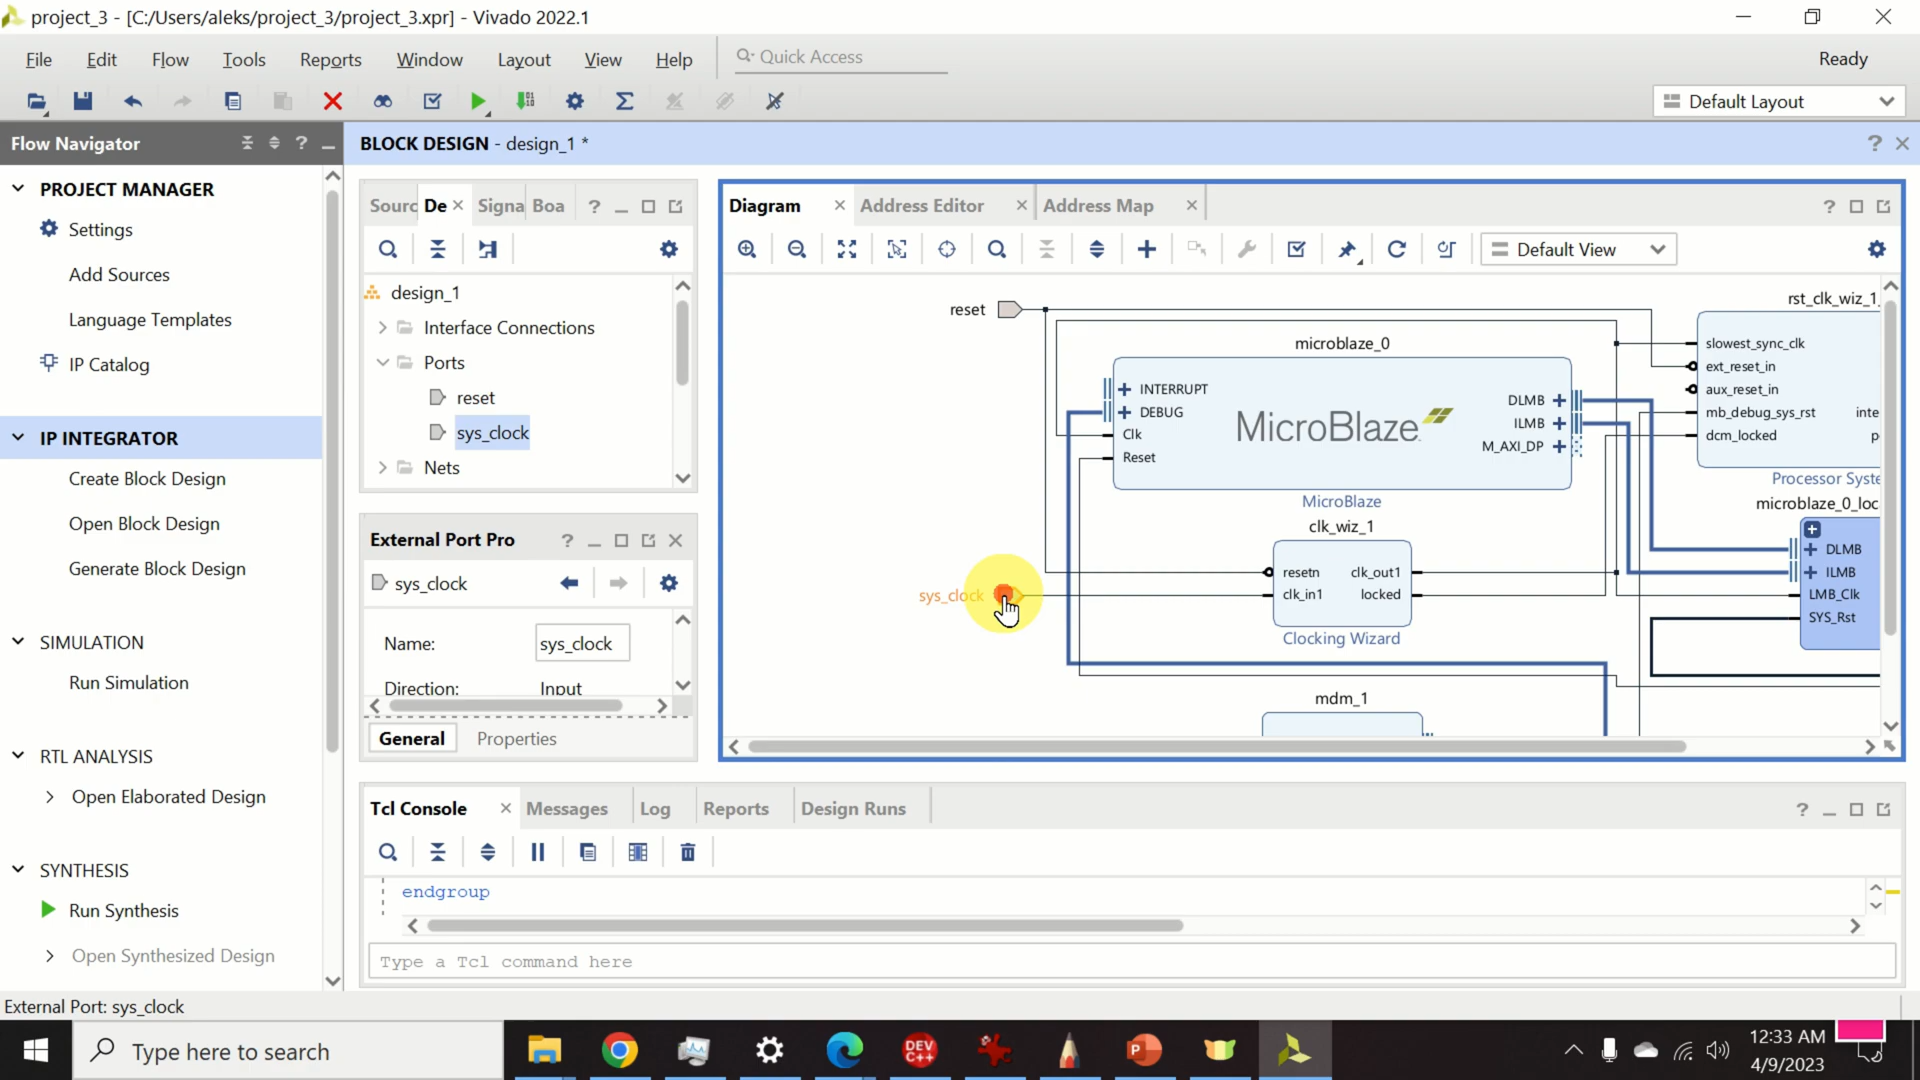 project_3 - [C:/Users/aleks/project_3/project_3.xpr] - Vivado 2022.1
File Edit Flow Tools Reports Window Layout View Help Quick Access Ready
Default Layout
Flow Navigator
PROJECT MANAGER
Settings
Add Sources
Language Templates
IP Catalog
IP INTEGRATOR
Create Block Design
Open Block Design
Generate Block Design
SIMULATION
Run Simulation
RTL ANALYSIS
Open Elaborated Design
SYNTHESIS
Run Synthesis
Open Synthesized Design
BLOCK DESIGN - design_1 *
Sourc De Signa Boa
design_1
Interface Connections
Ports
reset
sys_clock
Nets
External Port Pro
sys_clock
Name: sys_clock
Direction: Input
General Properties
Diagram Address Editor Address Map
Default View
reset
sys_clock
microblaze_0
INTERRUPT
DEBUG
Clk
Reset
MicroBlaze
DLMB
ILMB
M_AXI_DP
MicroBlaze
clk_wiz_1
resetn clk_out1
clk_in1 locked
Clocking Wizard
mdm_1
rst_clk_wiz_1_
slowest_sync_clk
ext_reset_in
aux_reset_in
mb_debug_sys_rst inte
dcm_locked p
Processor Syste
microblaze_0_loc
DLMB
ILMB
LMB_Clk
SYS_Rst
Tcl Console Messages Log Reports Design Runs
endgroup
Type a Tcl command here
External Port: sys_clock
Type here to search
DEV
C++
12:33 AM
4/9/2023